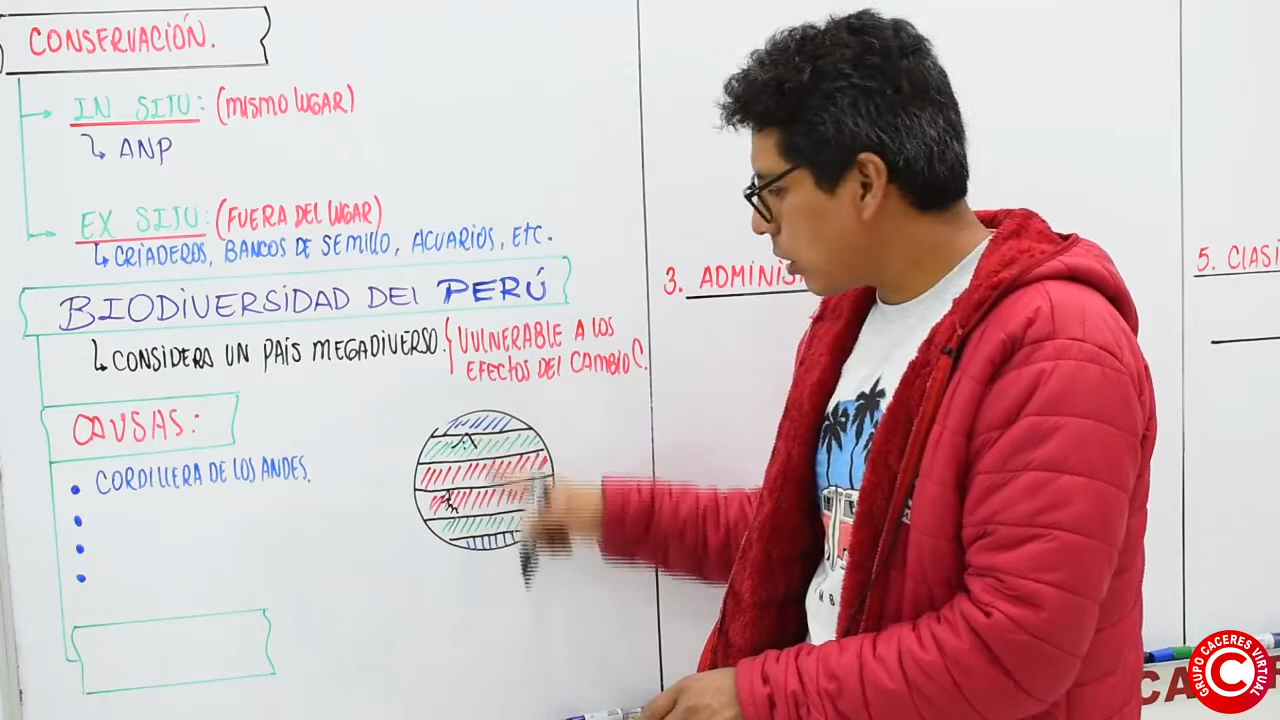 CONSERVACIÓN.
IN SITU: (MISMO LUGAR)
↳ ANP
EX SITU: (FUERA DEL LUGAR)
↳ CRIADEROS, BANCOS DE SEMILLO, ACUARIOS, ETC.
BIODIVERSIDAD DEL PERÚ
↳ CONSIDERA UN PAÍS MEGADIVERSO. { VULNERABLE A LOS
EFECTOS DEL CAMBIO C.
CAUSAS:
• CORDILLERA DE LOS ANDES.
3. ADMINIS
5. CLASI
GRUPO CACERES VIRTUAL
C
CA